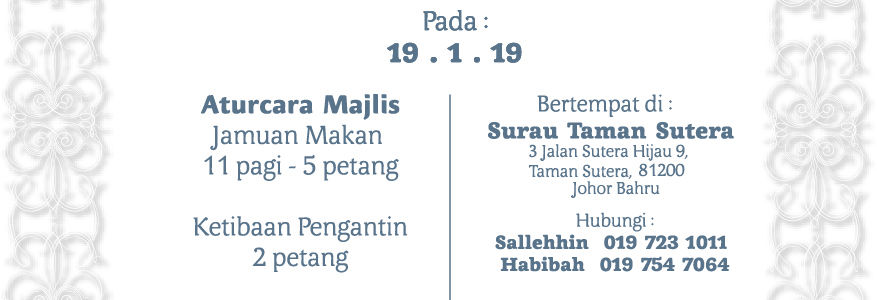 Pada :
19 . 1 . 19
Aturcara Majlis
Jamuan Makan
11 pagi - 5 petang
Ketibaan Pengantin
2 petang
Bertempat di :
Surau Taman Sutera
3 Jalan Sutera Hijau 9,
Taman Sutera, 81200
Johor Bahru
Hubungi :
Sallehhin 019 723 1011
Habibah 019 754 7064